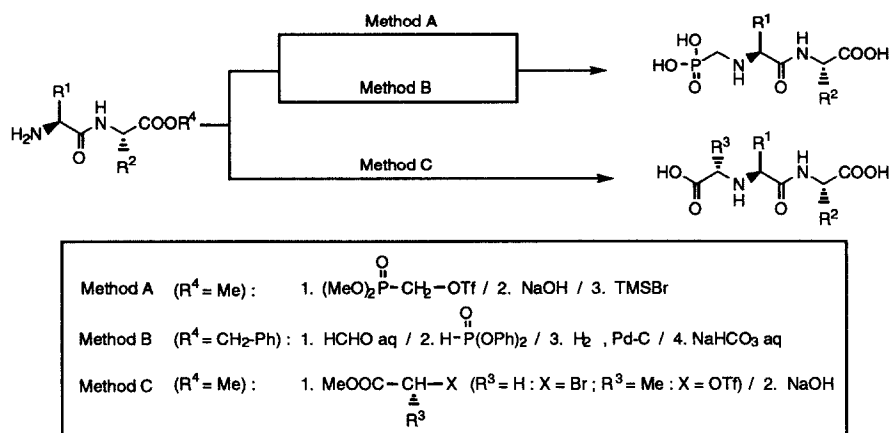 Method A
Method B
Method C
H₂N
R¹
O
H
N
R²
COOR⁴
HO
HO
P
O
N
H
R¹
O
H
N
R²
COOH
HO
O
R³
N
H
R¹
O
H
N
R²
COOH
Method A (R⁴ = Me) : 1. (MeO)₂P(O)–CH₂–OTf / 2. NaOH / 3. TMSBr
Method B (R⁴ = CH₂-Ph) : 1. HCHO aq / 2. H-P(O)(OPh)₂ / 3. H₂ , Pd-C / 4. NaHCO₃ aq
Method C (R⁴ = Me) : 1. MeOOC–CH–X (R³ = H : X = Br ; R³ = Me : X = OTf) / 2. NaOH
R³